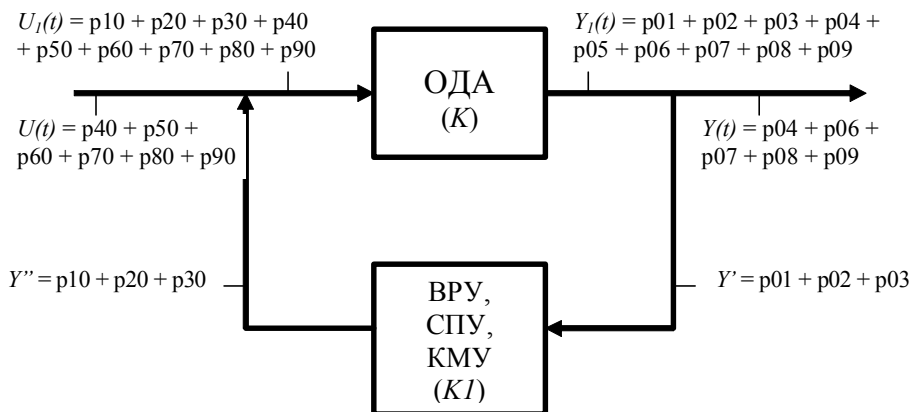 U₁(t) = p10 + p20 + p30 + p40
+ p50 + p60 + p70 + p80 + p90
ОДА
(K)
Y₁(t) = p01 + p02 + p03 + p04 +
p05 + p06 + p07 + p08 + p09
U(t) = p40 + p50 +
p60 + p70 + p80 + p90
Y(t) = p04 + p06 +
p07 + p08 + p09
Y’’ = p10 + p20 + p30
ВРУ,
СПУ,
КМУ
(K1)
Y’ = p01 + p02 + p03